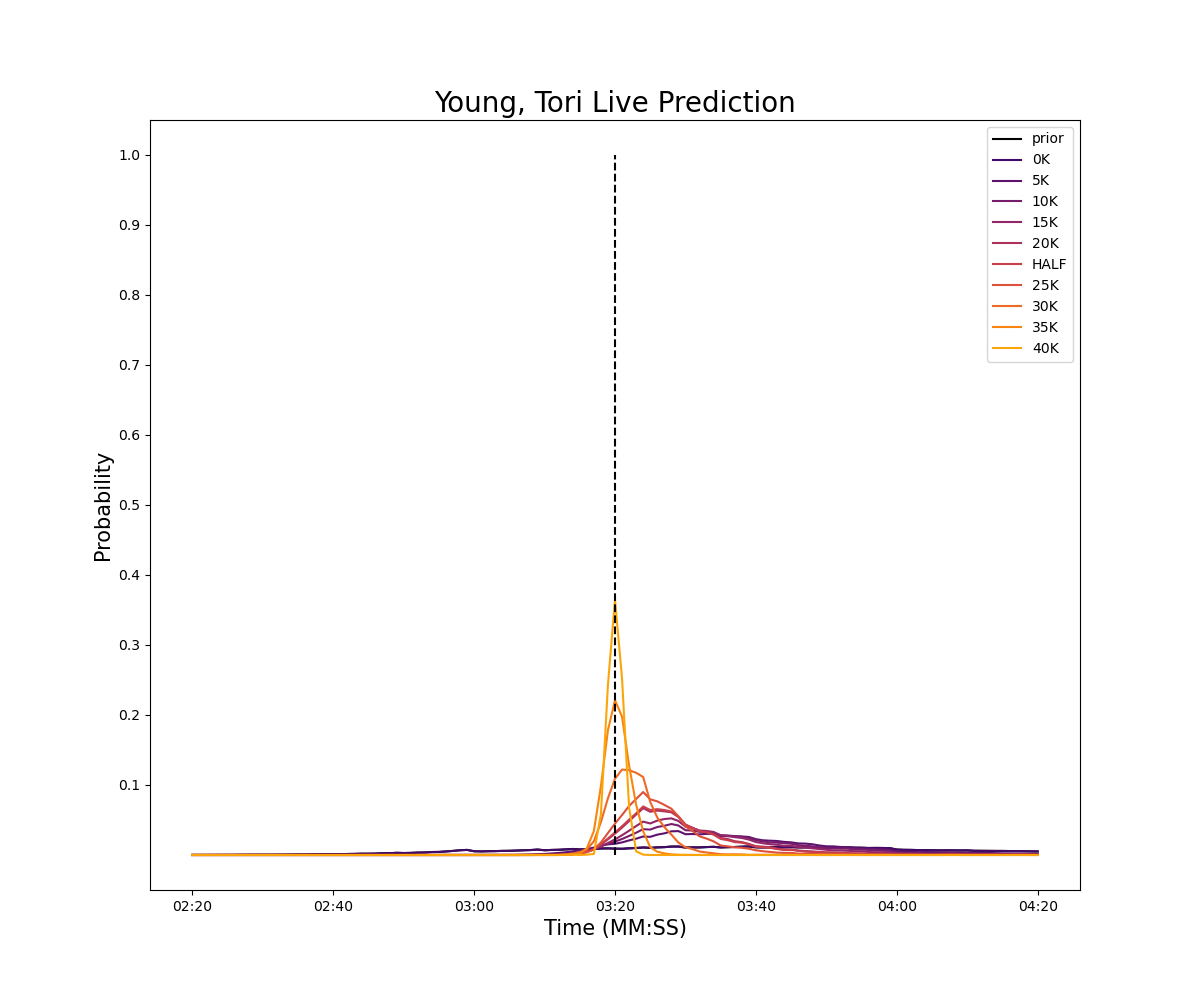 Young, Tori Live Prediction
prior
0K
5K
10K
15K
20K
HALF
25K
30K
35K
40K
1.0
0.9
0.8
0.7
0.6
0.5
0.4
0.3
0.2
0.1
Probability
02:20 02:40 03:00 03:20 03:40 04:00 04:20
Time (MM:SS)